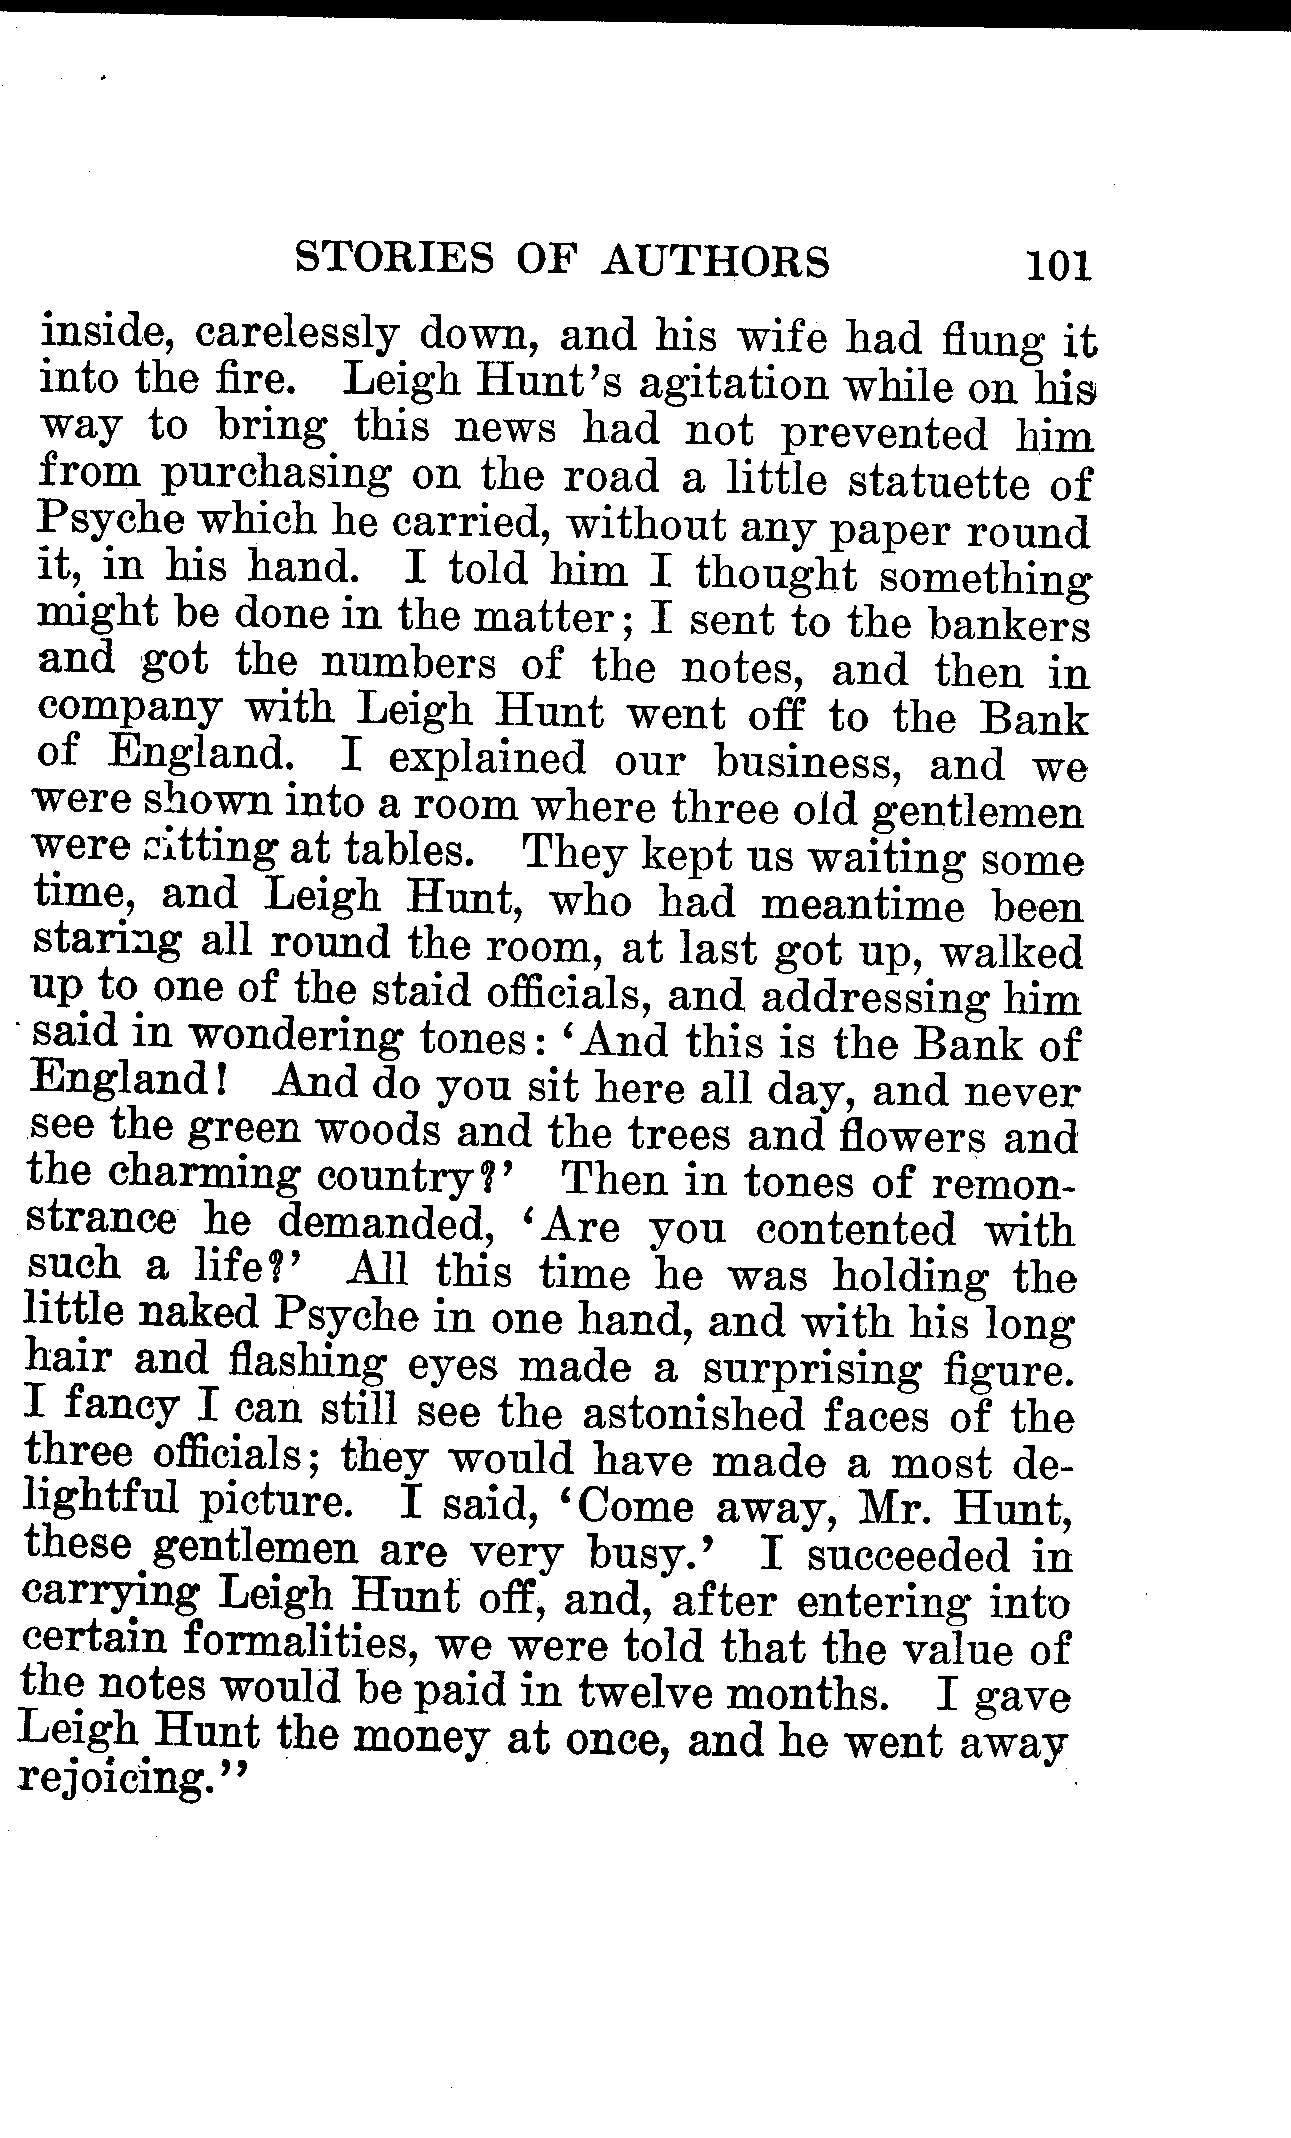 STORIES OF AUTHORS 101
inside, carelessly down, and his wife had flung it
into the fire. Leigh Hunt's agitation while on his
way to bring this news had not prevented him
from purchasing on the road a little statuette of
Psyche which he carried, without any paper round
it, in his hand. I told him I thought something
might be done in the matter; I sent to the bankers
and got the numbers of the notes, and then in
company with Leigh Hunt went off to the Bank
of England. I explained our business, and we
were shown into a room where three old gentlemen
were sitting at tables. They kept us waiting some
time, and Leigh Hunt, who had meantime been
staring all round the room, at last got up, walked
up to one of the staid officials, and addressing him
said in wondering tones: 'And this is the Bank of
England! And do you sit here all day, and never
see the green woods and the trees and flowers and
the charming country?' Then in tones of remon-
strance he demanded, 'Are you contented with
such a life?' All this time he was holding the
little naked Psyche in one hand, and with his long
hair and flashing eyes made a surprising figure.
I fancy I can still see the astonished faces of the
three officials; they would have made a most de-
lightful picture. I said, 'Come away, Mr. Hunt,
these gentlemen are very busy.' I succeeded in
carrying Leigh Hunt off, and, after entering into
certain formalities, we were told that the value of
the notes would be paid in twelve months. I gave
Leigh Hunt the money at once, and he went away
rejoicing."